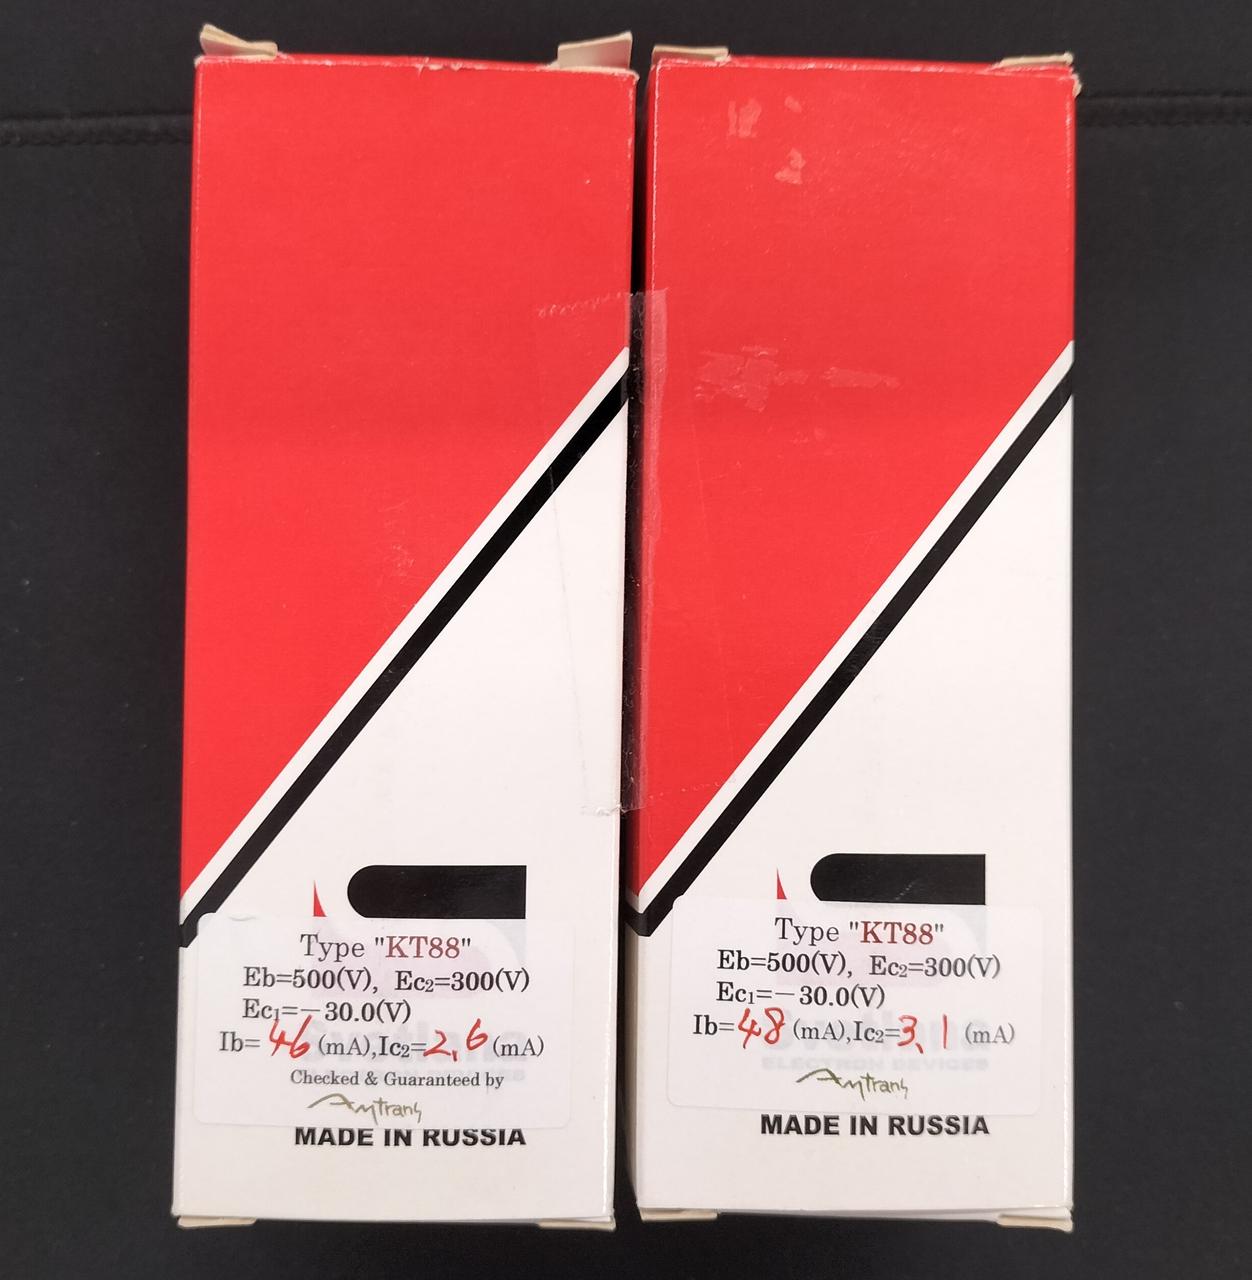 Type "KT88"
Eb=500(V), Ec2=300(V)
Ec1=−30.0(V)
Ib=46(mA),Ic2=2.6(mA)
Checked & Guaranteed by
Amtrans
MADE IN RUSSIA
Type "KT88"
Eb=500(V), Ec2=300(V)
Ec1=−30.0(V)
Ib=48(mA),Ic2=3.1(mA)
ELECTRON DEVICES
Amtrans
MADE IN RUSSIA